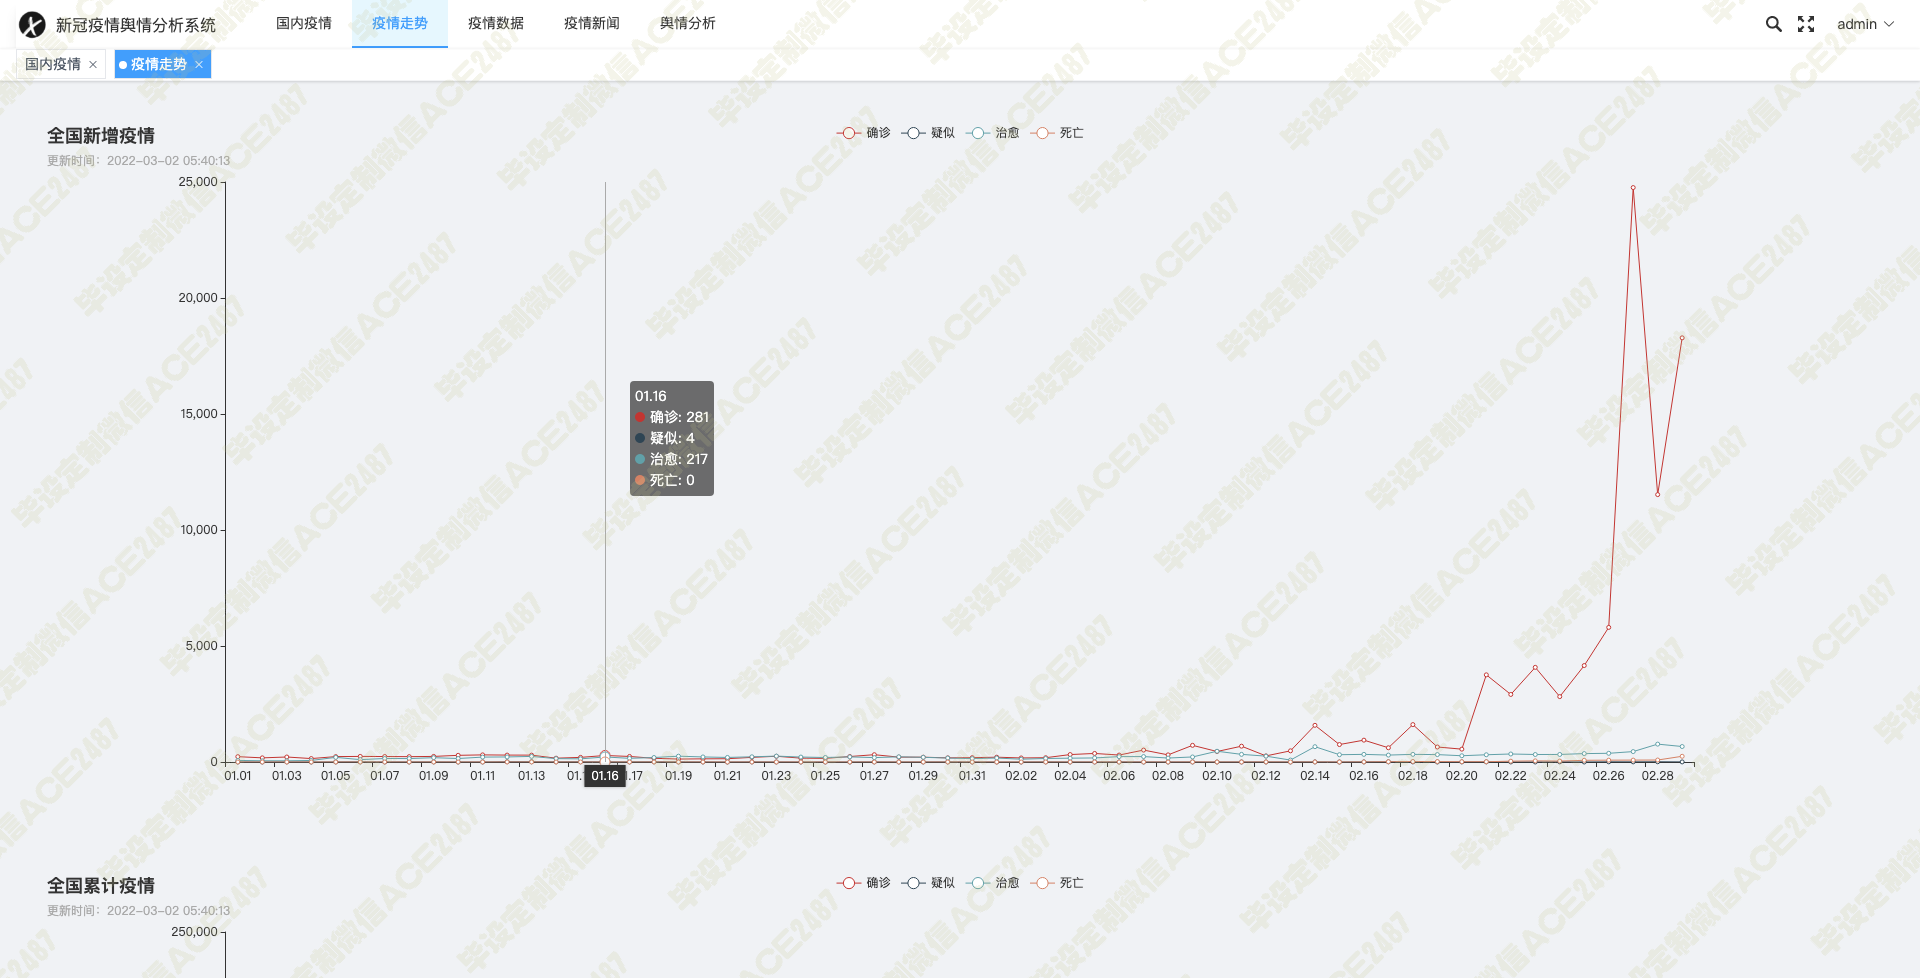 新冠疫情舆情分析系统
国内疫情
疫情走势
疫情数据
疫情新闻
舆情分析
admin
国内疫情 ×
疫情走势 ×
全国新增疫情
更新时间：2022-03-02 05:40:13
确诊 疑似 治愈 死亡
25,000
20,000
15,000
10,000
5,000
0
01.16
确诊: 281
疑似: 4
治愈: 217
死亡: 0
01.01 01.03 01.05 01.07 01.09 01.11 01.13 01.16 01.19 01.21 01.23 01.25 01.27 01.29 01.31 02.02 02.04 02.06 02.08 02.10 02.12 02.14 02.16 02.18 02.20 02.22 02.24 02.26 02.28
全国累计疫情
更新时间：2022-03-02 05:40:13
确诊 疑似 治愈 死亡
250,000
毕设定制微信ACE2487